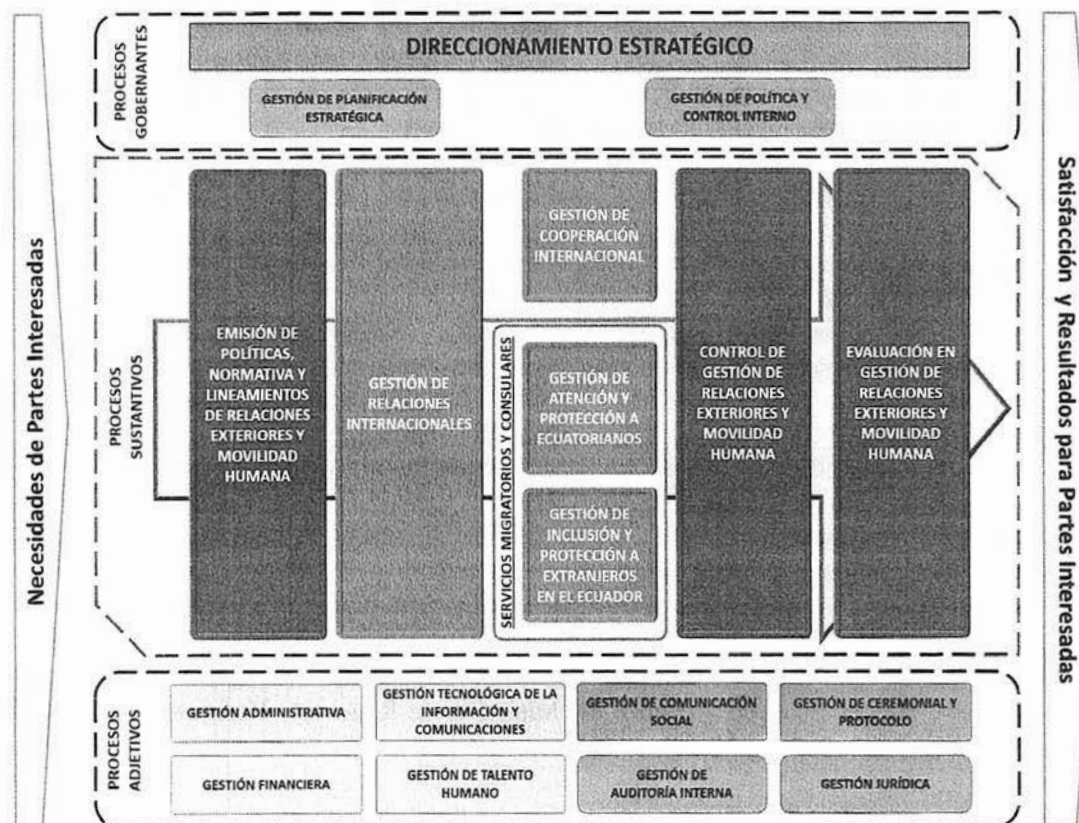 Necesidades de Partes Interesadas
PROCESOS
GOBERNANTES
DIRECCIONAMIENTO ESTRATÉGICO
GESTIÓN DE PLANIFICACIÓN
ESTRATÉGICA
GESTIÓN DE POLÍTICA Y
CONTROL INTERNO
PROCESOS
SUSTANTIVOS
EMISIÓN DE
POLÍTICAS,
NORMATIVA Y
LINEAMIENTOS
DE RELACIONES
EXTERIORES Y
MOVILIDAD
HUMANA
GESTIÓN DE
RELACIONES
INTERNACIONALES
GESTIÓN DE
COOPERACIÓN
INTERNACIONAL
SERVICIOS MIGRATORIOS Y CONSULARES
GESTIÓN DE
ATENCIÓN Y
PROTECCIÓN A
ECUATORIANOS
GESTIÓN DE
INCLUSIÓN Y
PROTECCIÓN A
EXTRANJEROS
EN EL ECUADOR
CONTROL DE
GESTIÓN DE
RELACIONES
EXTERIORES Y
MOVILIDAD
HUMANA
EVALUACIÓN EN
GESTIÓN DE
RELACIONES
EXTERIORES Y
MOVILIDAD
HUMANA
PROCESOS
ADJETIVOS
GESTIÓN ADMINISTRATIVA
GESTIÓN TECNOLÓGICA DE LA
INFORMACIÓN Y
COMUNICACIONES
GESTIÓN DE COMUNICACIÓN
SOCIAL
GESTIÓN DE CEREMONIAL Y
PROTOCOLO
GESTIÓN FINANCIERA
GESTIÓN DE TALENTO
HUMANO
GESTIÓN DE
AUDITORÍA INTERNA
GESTIÓN JURÍDICA
Satisfacción y Resultados para Partes Interesadas